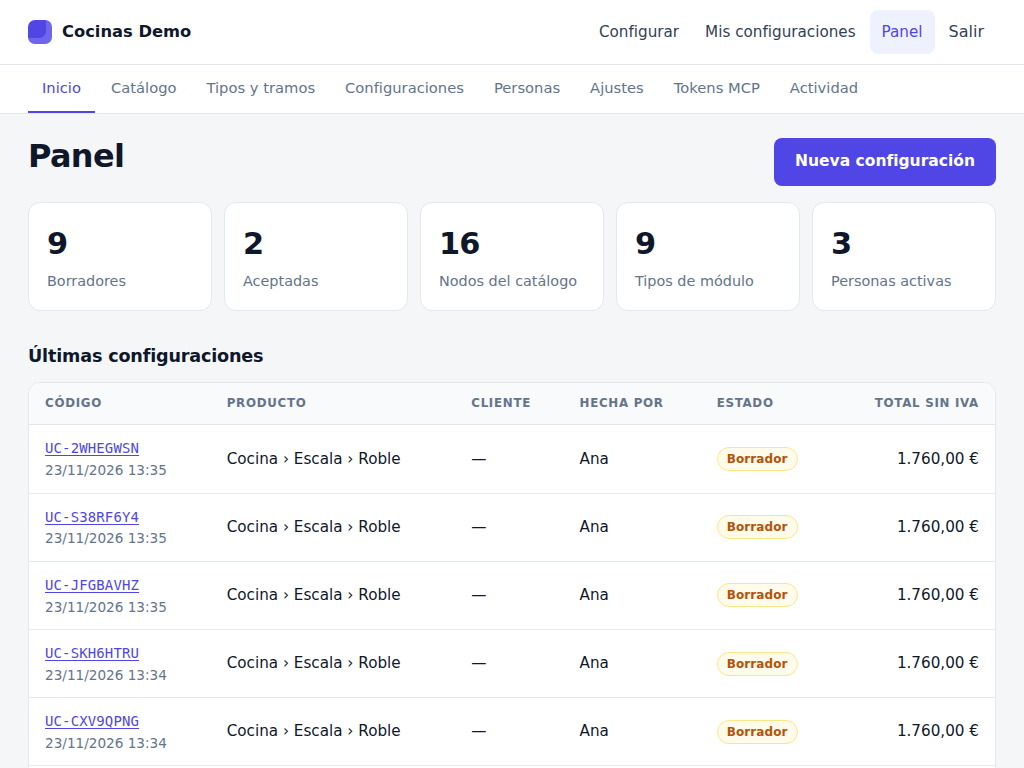 Cocinas Demo
Configurar Mis configuraciones Panel Salir
Inicio Catálogo Tipos y tramos Configuraciones Personas Ajustes Tokens MCP Actividad
Panel
Nueva configuración
9 2 16 9 3
Borradores Aceptadas Nodos del catálogo Tipos de módulo Personas activas
Últimas configuraciones
CÓDIGO PRODUCTO CLIENTE HECHA POR ESTADO TOTAL SIN IVA
UC-2WHEGWSN
23/11/2026 13:35
Cocina › Escala › Roble — Ana Borrador 1.760,00 €
UC-S38RF6Y4
23/11/2026 13:35
Cocina › Escala › Roble — Ana Borrador 1.760,00 €
UC-JFGBAVHZ
23/11/2026 13:35
Cocina › Escala › Roble — Ana Borrador 1.760,00 €
UC-SKH6HTRU
23/11/2026 13:34
Cocina › Escala › Roble — Ana Borrador 1.760,00 €
UC-CXV9QPNG
23/11/2026 13:34
Cocina › Escala › Roble — Ana Borrador 1.760,00 €